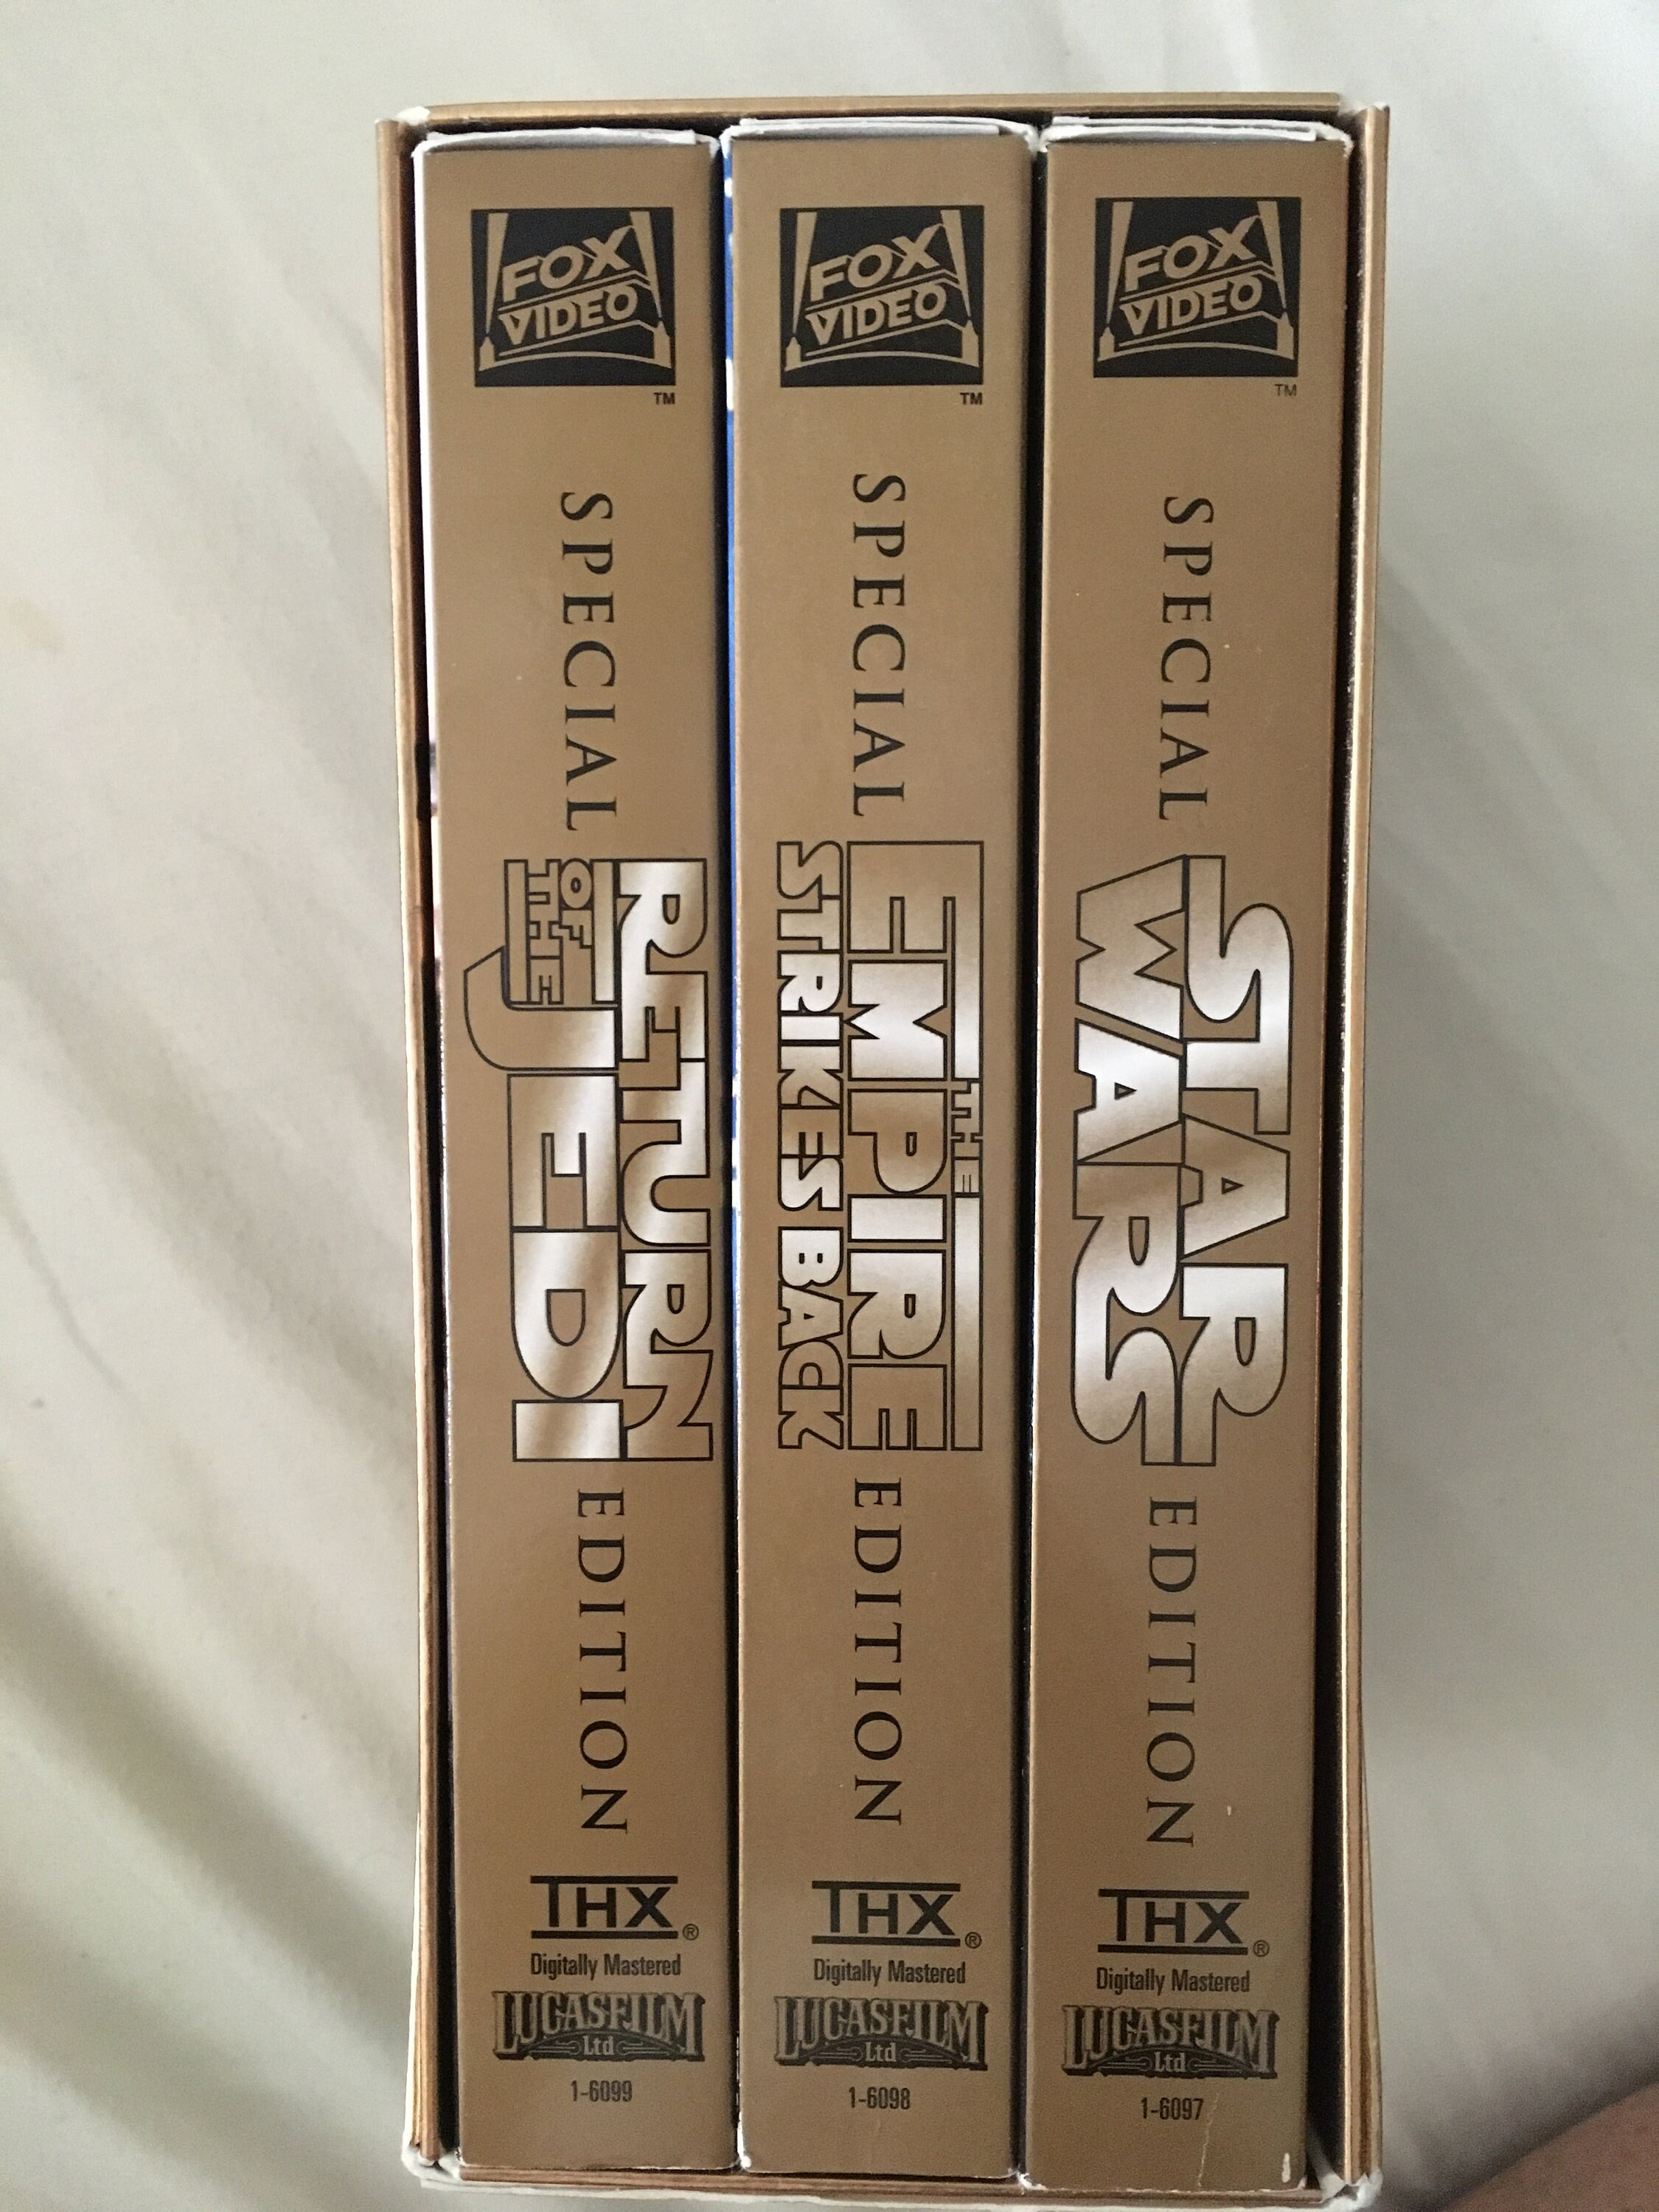 FOX
VIDEO
TM
SPECIAL
RETURN
OF THE
JEDI
EDITION
THX®
Digitally Mastered
LUCASFILM
Ltd
1-6099
FOX
VIDEO
TM
SPECIAL
THE
EMPIRE
STRIKES BACK
EDITION
THX®
Digitally Mastered
LUCASFILM
Ltd
1-6098
FOX
VIDEO
TM
SPECIAL
STAR
WARS
EDITION
THX®
Digitally Mastered
LUCASFILM
Ltd
1-6097